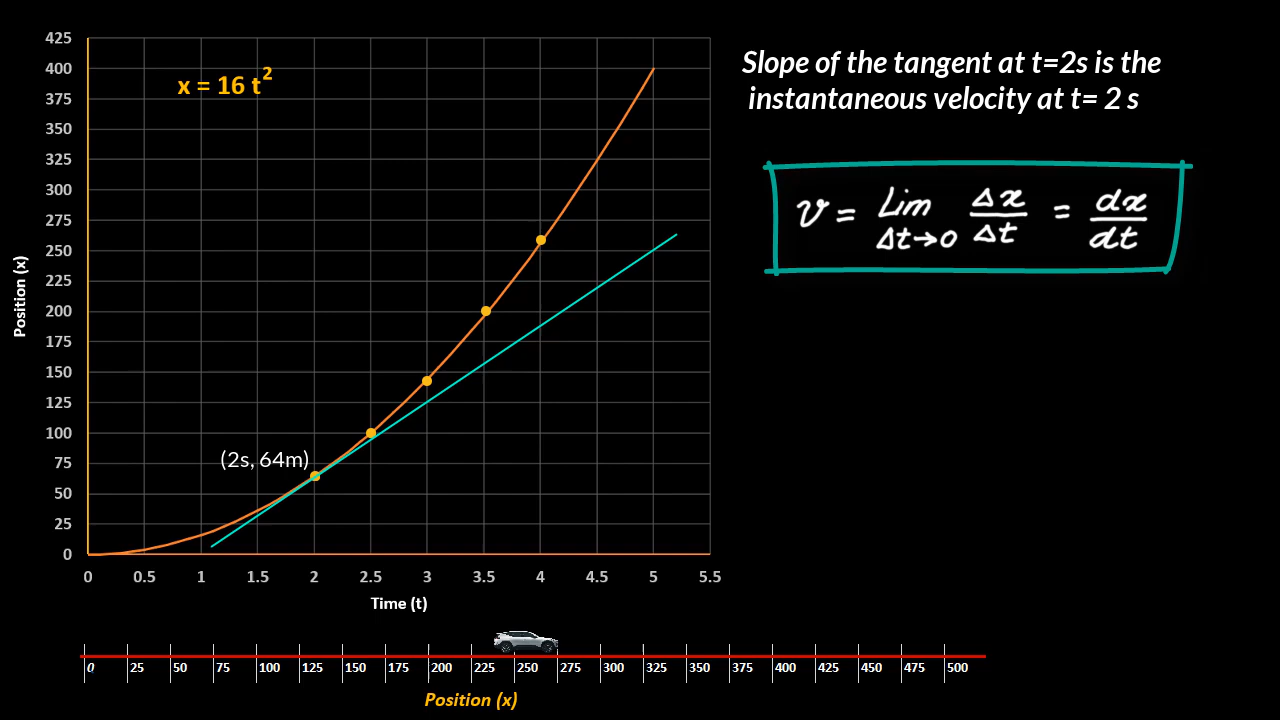 x = 16 t²
Slope of the tangent at t=2s is the
instantaneous velocity at t= 2 s
v = Lim Δt→0 Δx/Δt = dx/dt
425
400
375
350
325
300
275
250
225
200
175
150
125
100
75
50
25
0
Position (x)
(2s, 64m)
0 0.5 1 1.5 2 2.5 3 3.5 4 4.5 5 5.5
Time (t)
0 25 50 75 100 125 150 175 200 225 250 275 300 325 350 375 400 425 450 475 500
Position (x)